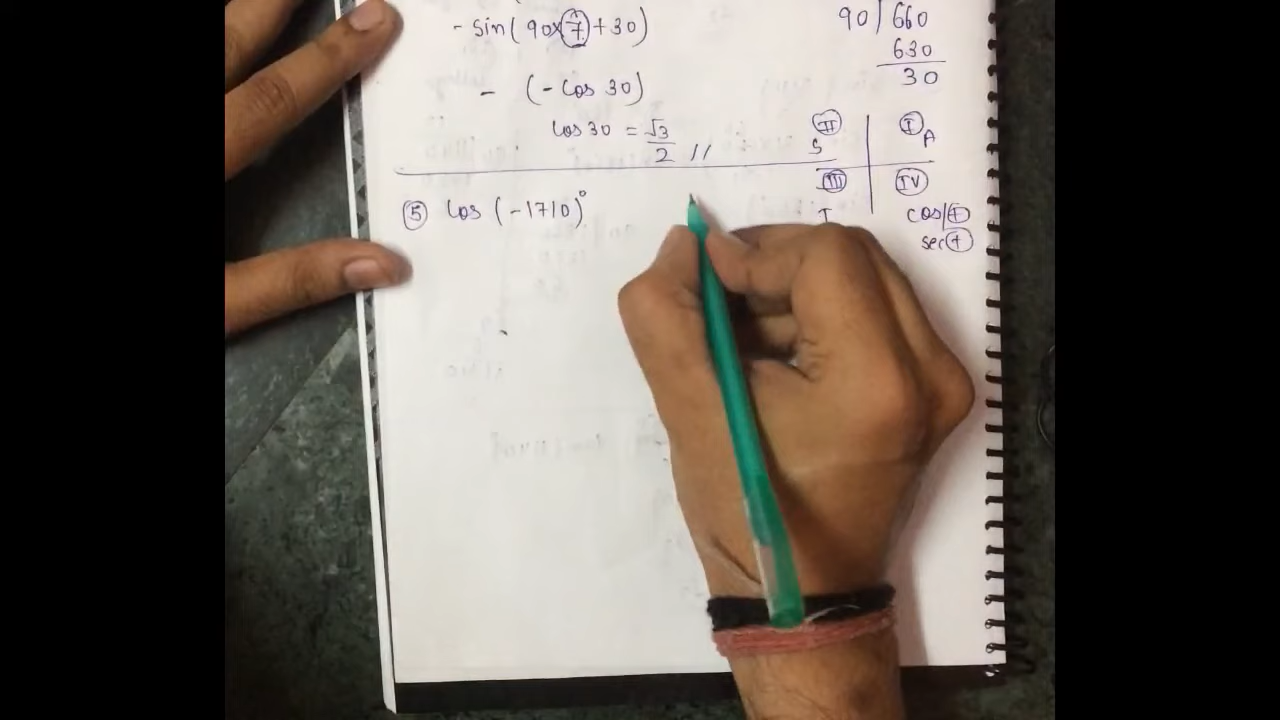 - sin(90×7+30)
- (-cos 30)
cos 30 = √3/2 //
90)660
630
30
II I
S A
III IV
T cos/+
sec +
5 cos (-1710)°